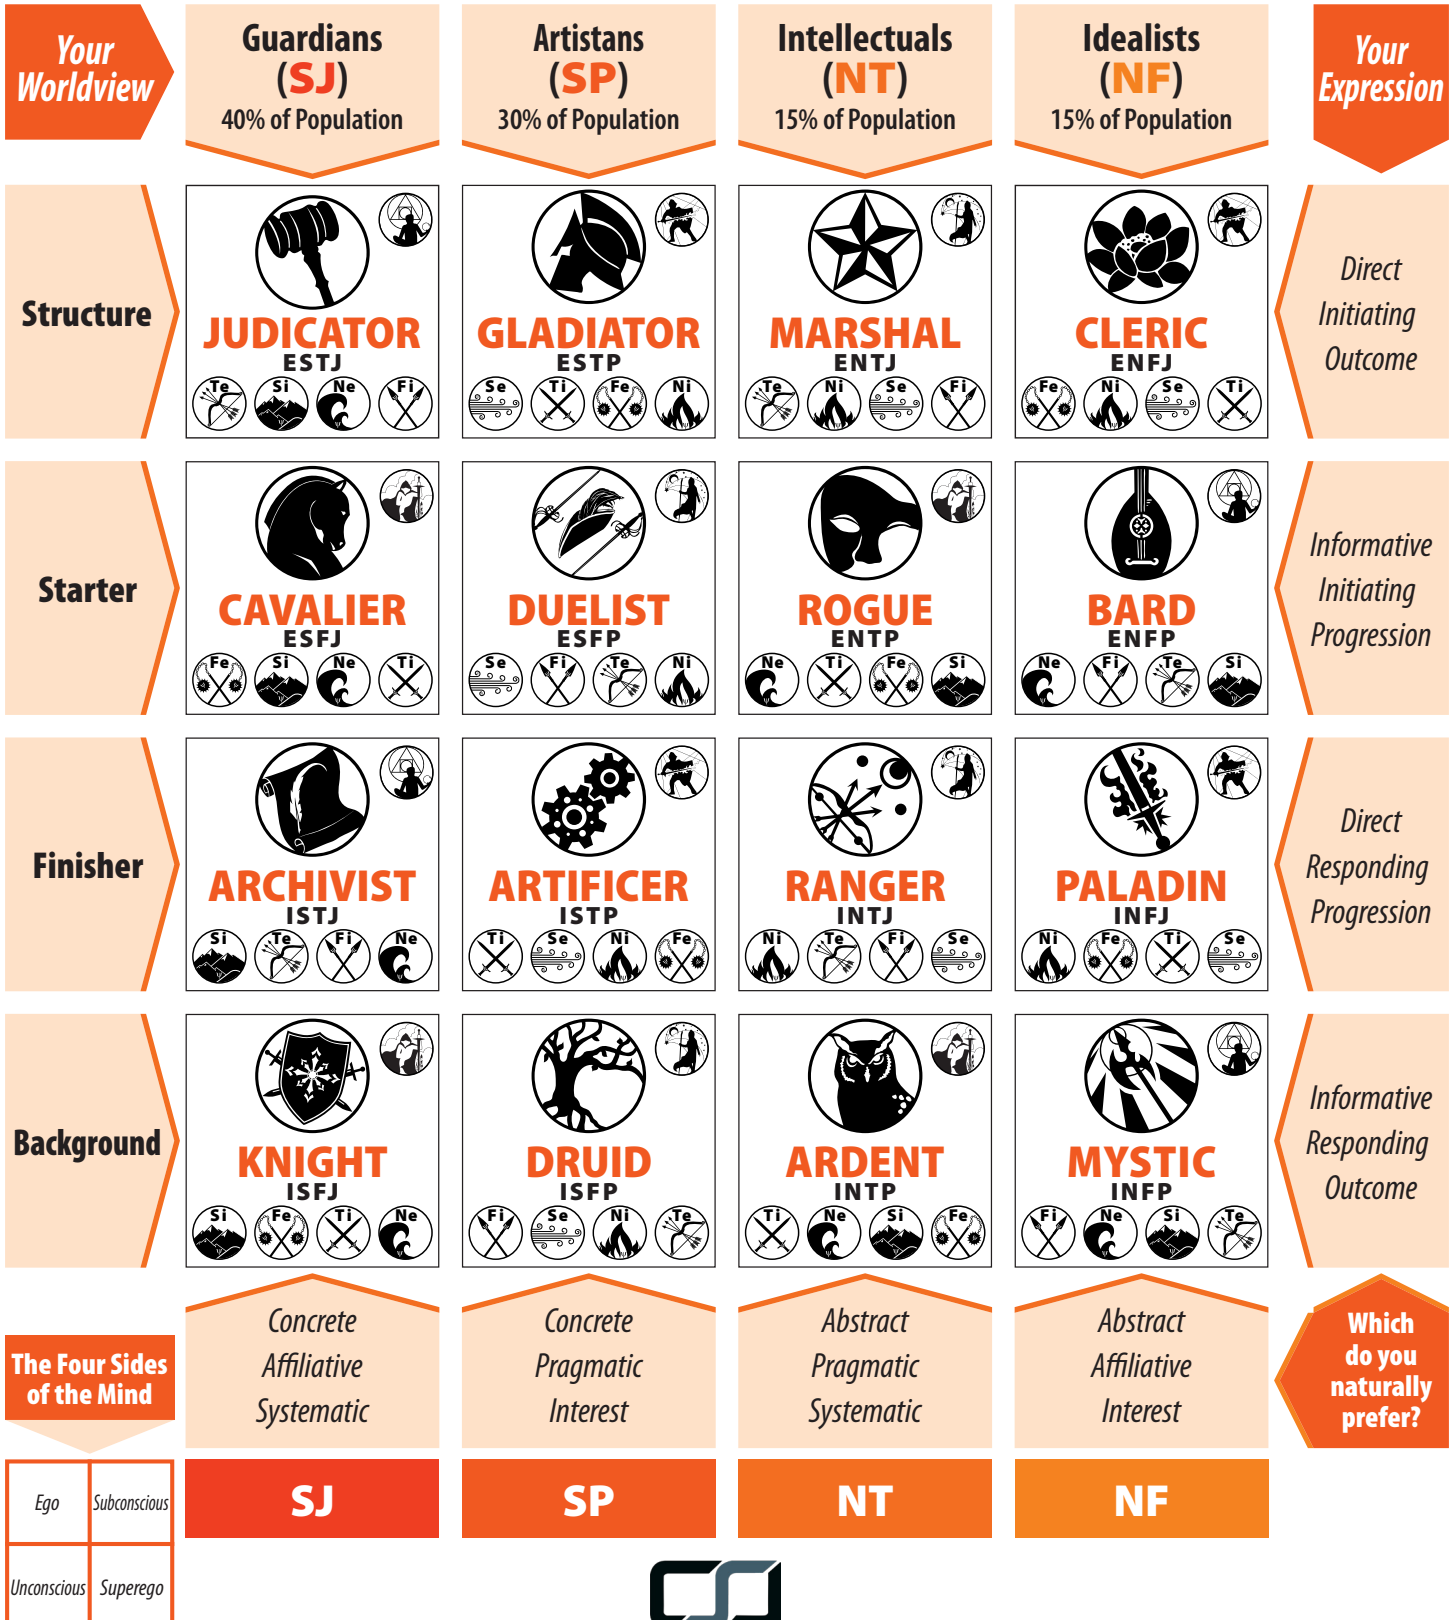 Your
Worldview
Guardians
(SJ)
40% of Population
Artistans
(SP)
30% of Population
Intellectuals
(NT)
15% of Population
Idealists
(NF)
15% of Population
Your
Expression
Structure
JUDICATOR
ESTJ
Te Si Ne Fi
GLADIATOR
ESTP
Se Ti Fe Ni
MARSHAL
ENTJ
Te Ni Se Fi
CLERIC
ENFJ
Fe Ni Se Ti
Direct
Initiating
Outcome
Starter
CAVALIER
ESFJ
Fe Si Ne Ti
DUELIST
ESFP
Se Fi Te Ni
ROGUE
ENTP
Ne Ti Fe Si
BARD
ENFP
Ne Fi Te Si
Informative
Initiating
Progression
Finisher
ARCHIVIST
ISTJ
Si Te Fi Ne
ARTIFICER
ISTP
Ti Se Ni Fe
RANGER
INTJ
Ni Te Fi Se
PALADIN
INFJ
Ni Fe Ti Se
Direct
Responding
Progression
Background
KNIGHT
ISFJ
Si Fe Ti Ne
DRUID
ISFP
Fi Se Ni Te
ARDENT
INTP
Ti Ne Si Fe
MYSTIC
INFP
Fi Ne Si Te
Informative
Responding
Outcome
The Four Sides
of the Mind
Concrete
Affiliative
Systematic
Concrete
Pragmatic
Interest
Abstract
Pragmatic
Systematic
Abstract
Affiliative
Interest
Which
do you
naturally
prefer?
Ego Subconscious
Unconscious Superego
SJ
SP
NT
NF